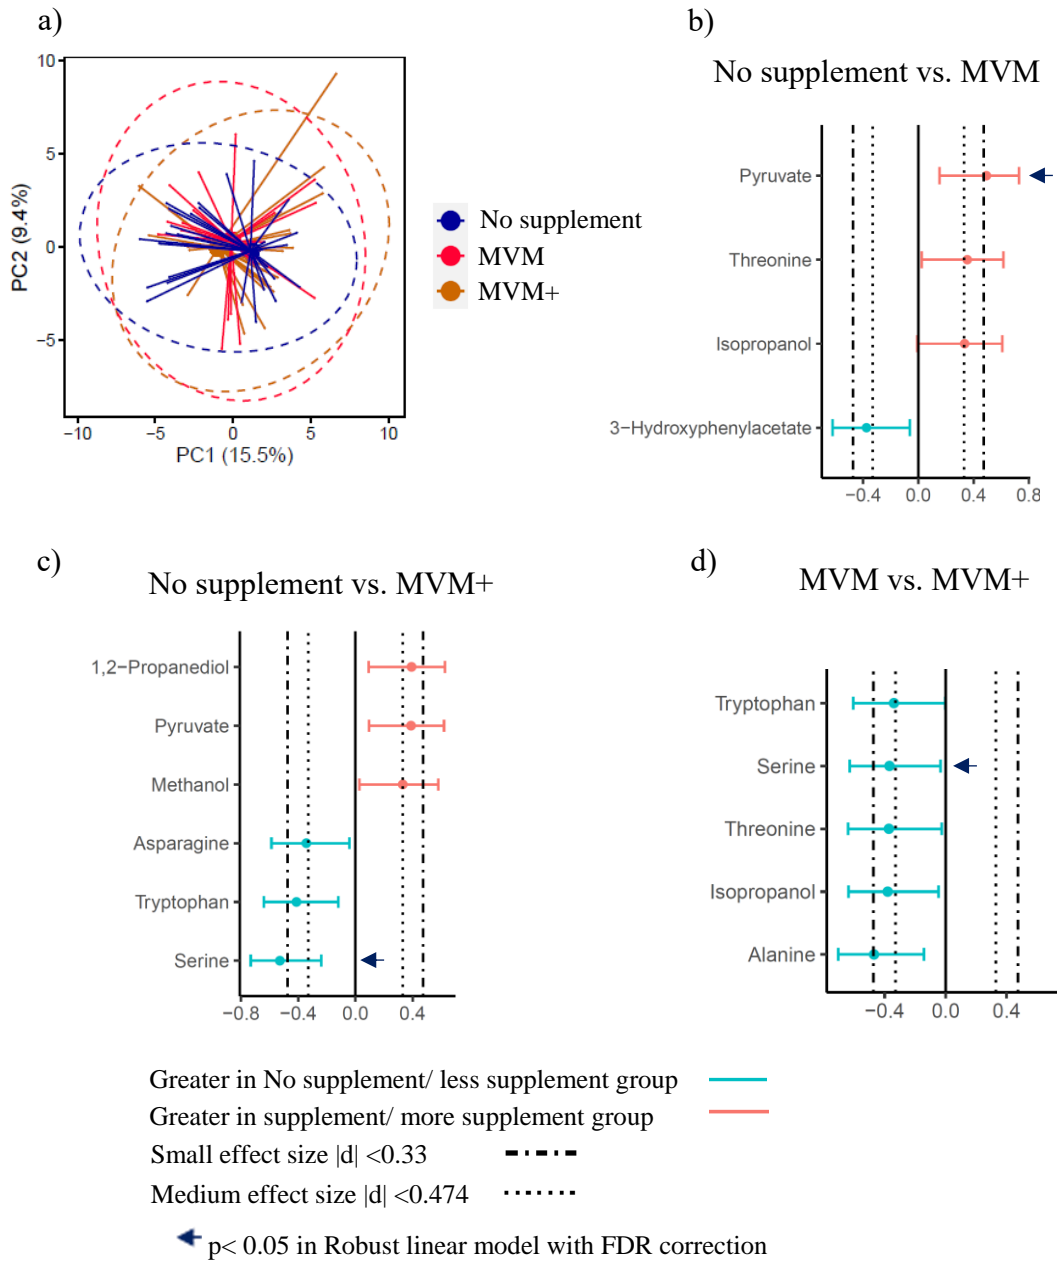 a)
10
5
0
−5
−10
−5
0
5
10
PC2 (9.4%)
PC1 (15.5%)
No supplement
MVM
MVM+
b)
No supplement vs. MVM
Pyruvate
Threonine
Isopropanol
3−Hydroxyphenylacetate
−0.4
0.0
0.4
0.8
c)
No supplement vs. MVM+
1,2−Propanediol
Pyruvate
Methanol
Asparagine
Tryptophan
Serine
−0.8
−0.4
0.0
0.4
d)
MVM vs. MVM+
Tryptophan
Serine
Threonine
Isopropanol
Alanine
−0.4
0.0
0.4
Greater in No supplement/ less supplement group
Greater in supplement/ more supplement group
Small effect size |d| <0.33
Medium effect size |d| <0.474
p< 0.05 in Robust linear model with FDR correction